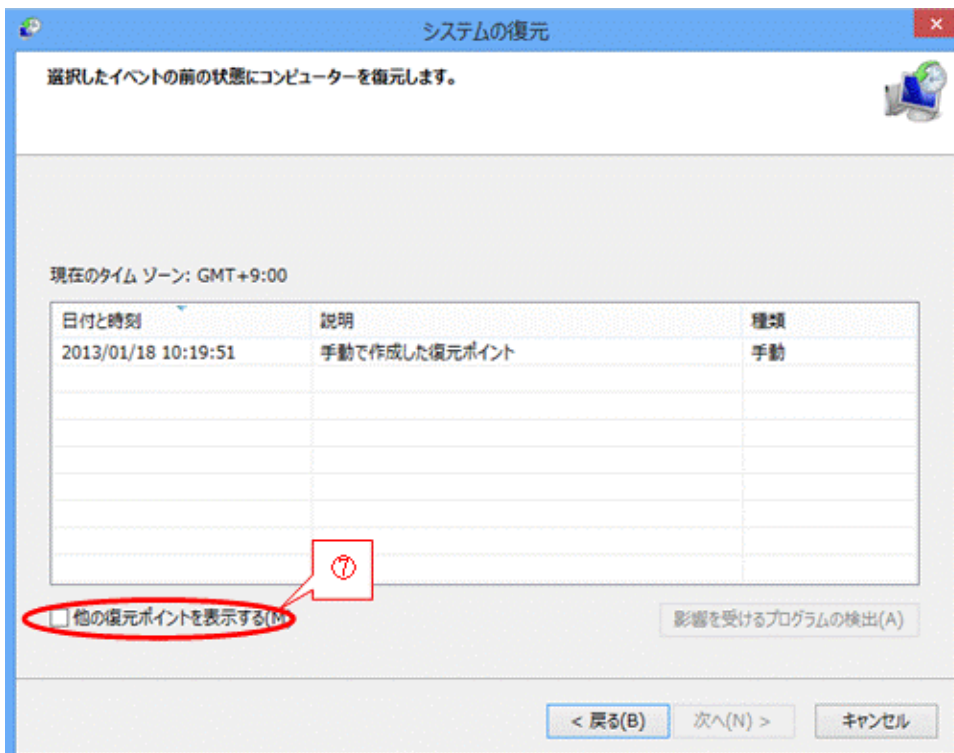 システムの復元
選択したイベントの前の状態にコンピューターを復元します。
現在のタイム ゾーン: GMT+9:00
日付と時刻 説明 種類
2013/01/18 10:19:51 手動で作成した復元ポイント 手動
⑦
他の復元ポイントを表示する(M)
影響を受けるプログラムの検出(A)
< 戻る(B) 次へ(N) > キャンセル